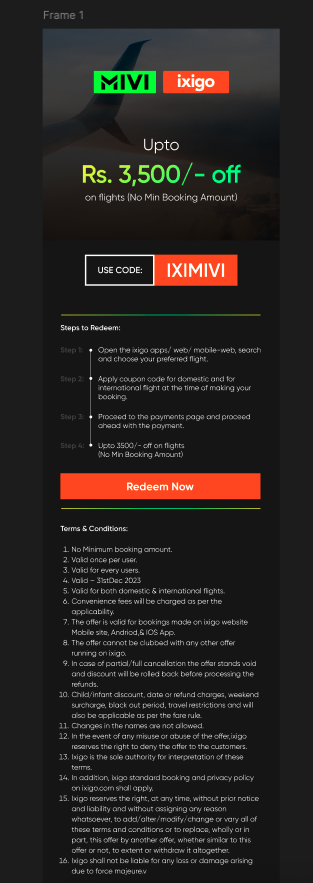 Frame 1
MIVI ixigo
Upto
Rs. 3,500/- off
on flights (No Min Booking Amount)
USE CODE: IXIMIVI
Steps to Redeem:
Step 1: Open the ixigo apps/ web/ mobile-web, search
and choose your preferred flight.
Step 2: Apply coupon code for domestic and for
international flight at the time of making your
booking.
Step 3: Proceed to the payments page and proceed
ahead with the payment.
Step 4: Upto 3500/- off on flights
(No Min Booking Amount)
Redeem Now
Terms & Conditions:
1. No Minimum booking amount.
2. Valid once per user.
3. Valid for every users.
4. Valid – 31stDec 2023
5. Valid for both domestic & international flights.
6. Convenience fees will be charged as per the
applicability.
7. The offer is valid for bookings made on ixigo website
Mobile site, Andriod,& IOS App.
8. The offer cannot be clubbed with any other offer
running on ixigo.
9. In case of partial/full cancellation the offer stands void
and discount will be rolled back before processing the
refunds.
10. Child/infant discount, date or refund charges, weekend
surcharge, black out period, travel restrictions and will
also be applicable as per the fare rule.
11. Changes in the names are not allowed.
12. In the event of any misuse or abuse of the offer,ixigo
reserves the right to deny the offer to the customers.
13. Ixigo is the sole authority for interpretation of these
terms.
14. In addition, ixigo standard booking and privacy policy
on ixigo.com shall apply.
15. Ixigo reserves the right, at any time, without prior notice
and liability and without assigning any reason
whatsoever, to add/alter/modify/change or vary all of
these terms and conditions or to replace, wholly or in
part, this offer by another offer, whether similar to this
offer or not, to extent or withdraw it altogether.
16. Ixigo shall not be liable for any loss or damage arising
due to force majeure.v